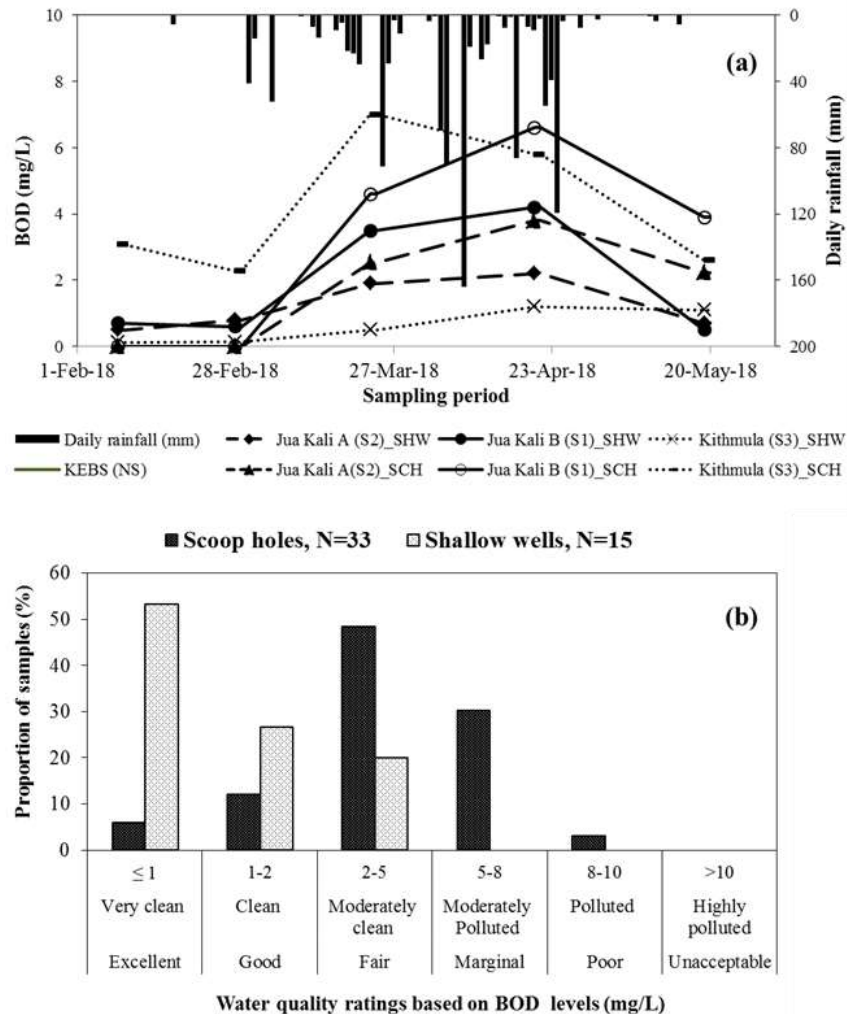 10
8
6
4
2
0
BOD (mg/L)
(a)
0
40
80
120
160
200
Daily rainfall (mm)
1-Feb-18 28-Feb-18 27-Mar-18 23-Apr-18 20-May-18
Sampling period
Daily rainfall (mm) Jua Kali A (S2)_SHW Jua Kali B (S1)_SHW Kithmula (S3)_SHW
KEBS (NS) Jua Kali A(S2)_SCH Jua Kali B (S1)_SCH Kithmula (S3)_SCH
Scoop holes, N=33 Shallow wells, N=15
60
50
40
30
20
10
0
Proportion of samples (%)
(b)
≤ 1 1-2 2-5 5-8 8-10 >10
Very clean Clean Moderately clean Moderately Polluted Polluted Highly polluted
Excellent Good Fair Marginal Poor Unacceptable
Water quality ratings based on BOD levels (mg/L)